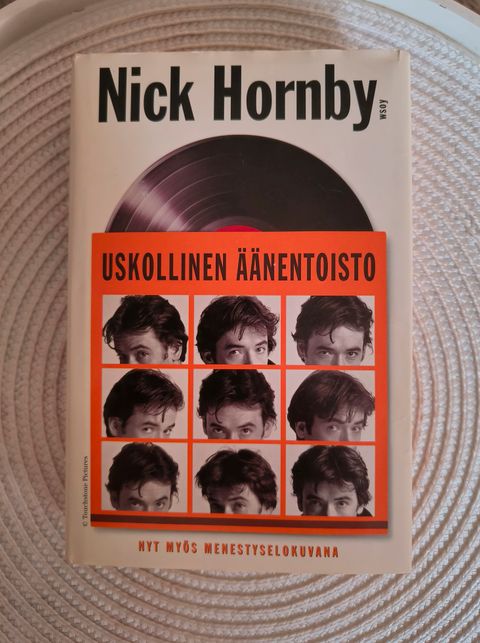 Nick Hornby
wsoy
USKOLLINEN ÄÄNENTOISTO
© Touchstone Pictures
NYT MYÖS MENESTYSELOKUVANA